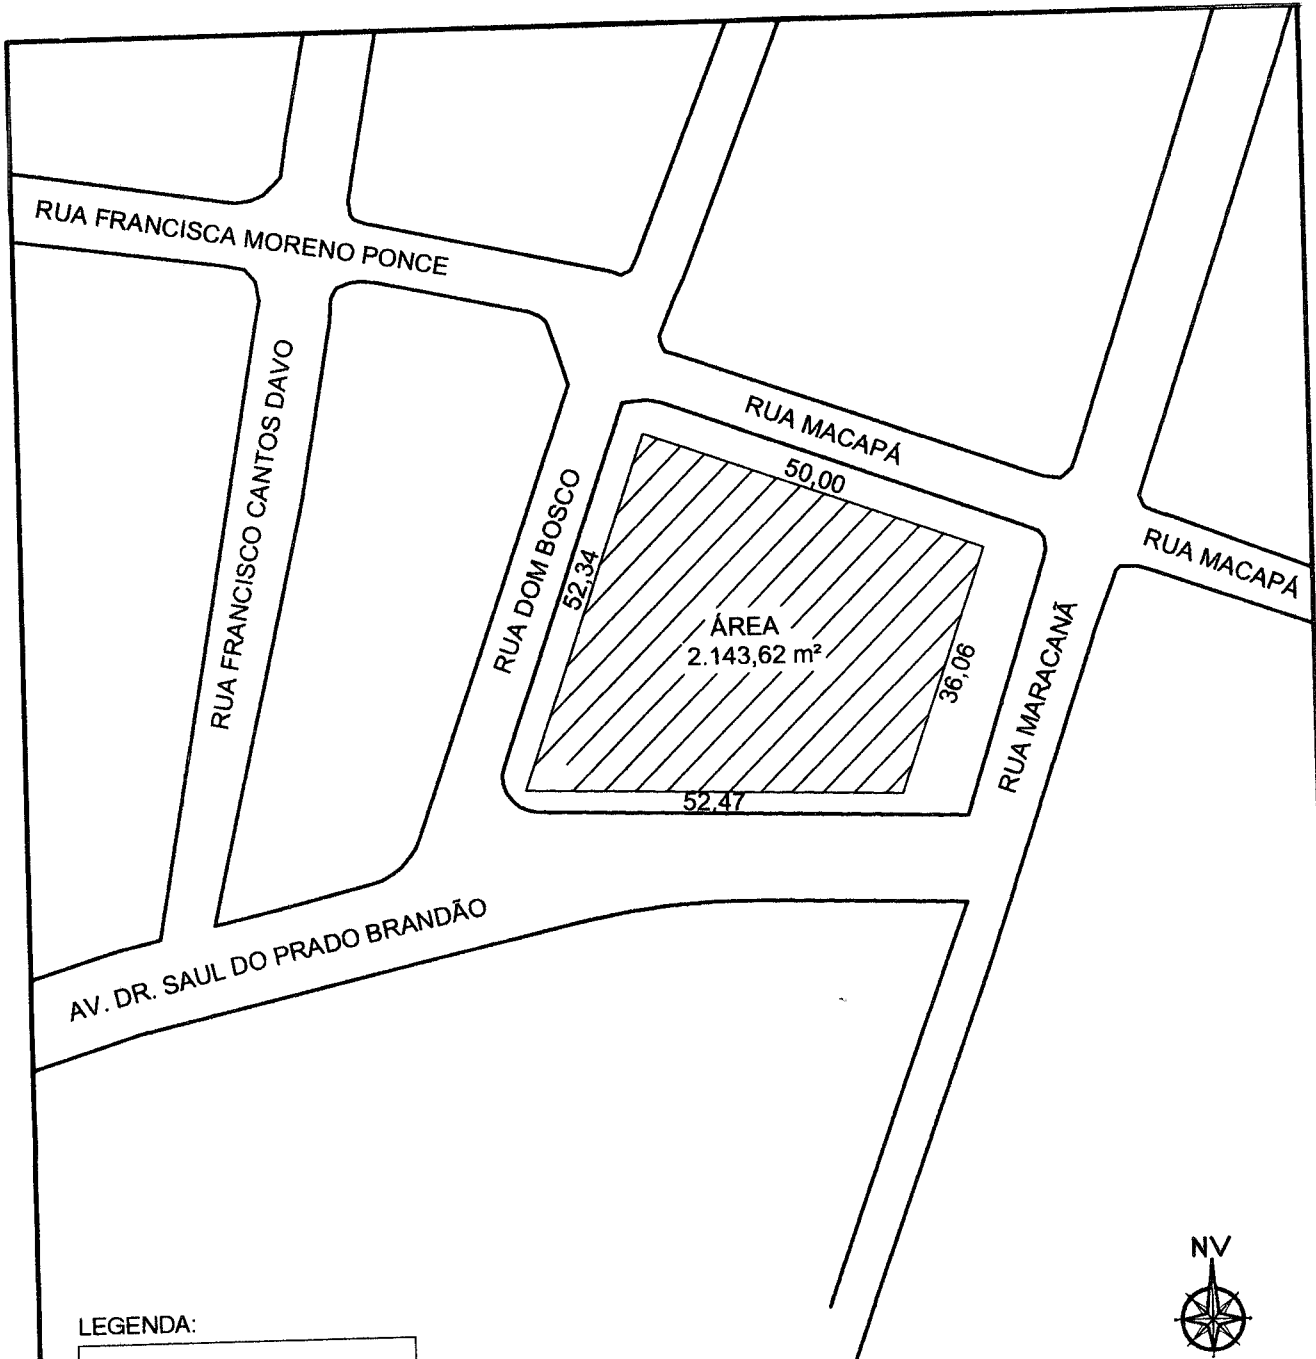 RUA FRANCISCA MORENO PONCE
RUA FRANCISCO CANTOS DAVO
RUA MACAPÁ
50,00
RUA DOM BOSCO
52,34
RUA MACAPÁ
ÁREA
2.143,62 m²
36,06
RUA MARACANÃ
52,47
AV. DR. SAUL DO PRADO BRANDÃO
NV
LEGENDA: